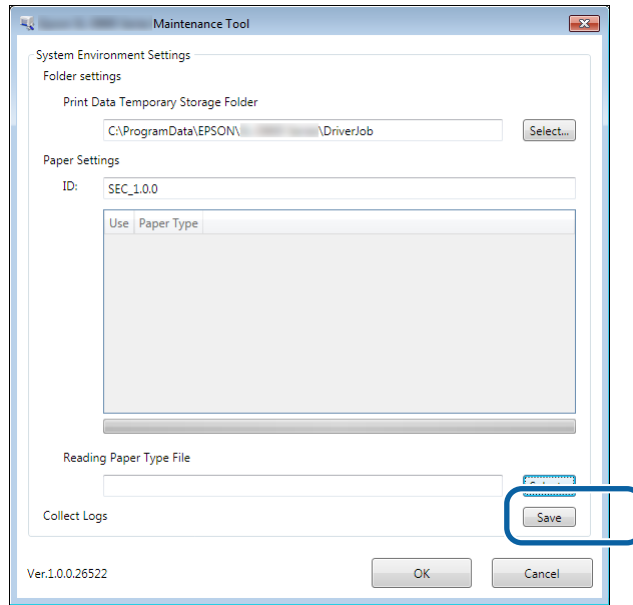 Maintenance Tool
System Environment Settings
Folder settings
Print Data Temporary Storage Folder
C:\ProgramData\EPSON\ \DriverJob
Select...
Paper Settings
ID:
SEC_1.0.0
Use Paper Type
Reading Paper Type File
Collect Logs
Save
Ver.1.0.0.26522
OK
Cancel